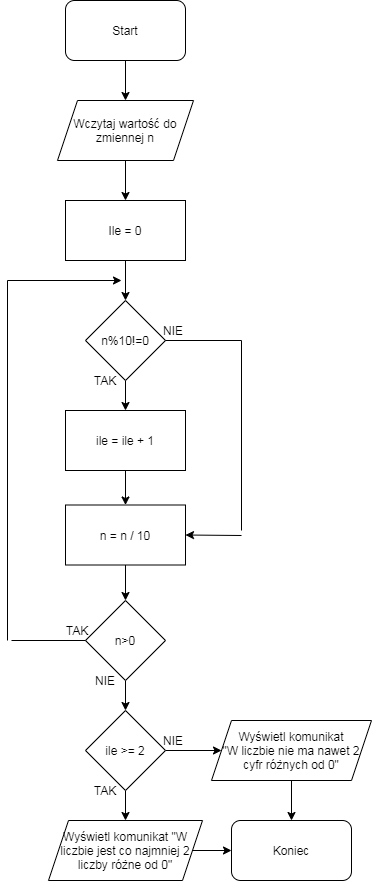 Start
Wczytaj wartość do
zmiennej n
Ile = 0
n%10!=0
NIE
TAK
ile = ile + 1
n = n / 10
TAK
n>0
NIE
ile >= 2
NIE
Wyświetl komunikat
"W liczbie nie ma nawet 2
cyfr różnych od 0"
TAK
Wyświetl komunikat "W
liczbie jest co najmniej 2
liczby różne od 0"
Koniec